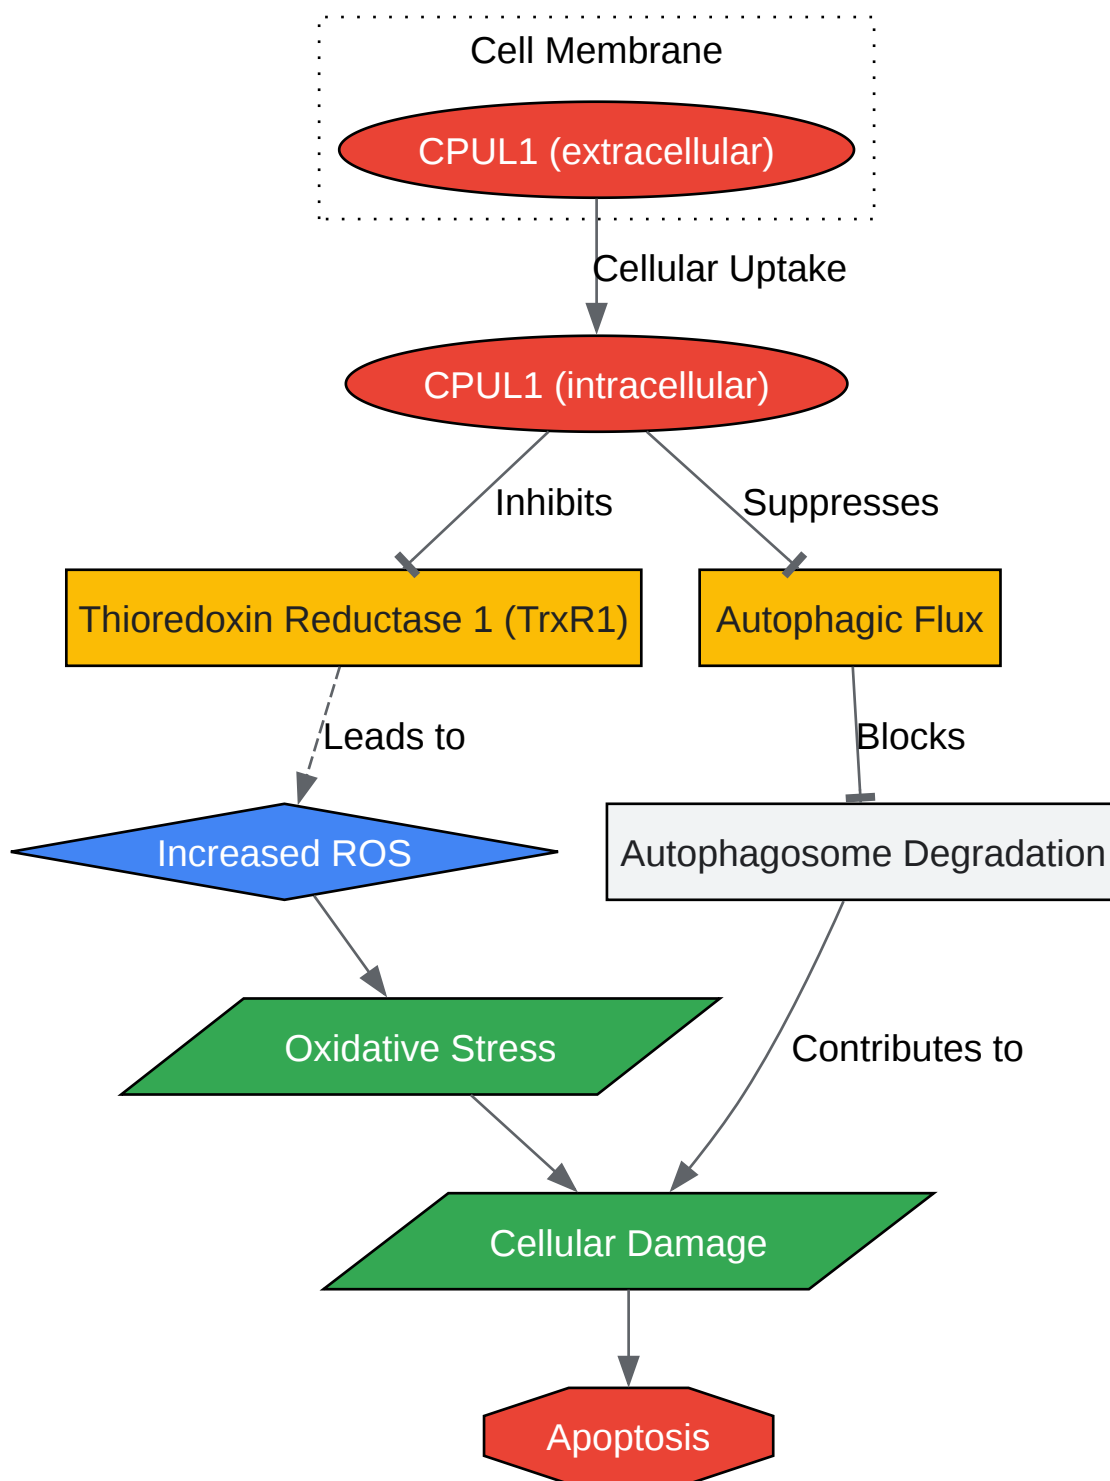 Cell Membrane
CPUL1 (extracellular)
Cellular Uptake
CPUL1 (intracellular)
Inhibits
Suppresses
Thioredoxin Reductase 1 (TrxR1)
Autophagic Flux
Leads to
Blocks
Increased ROS
Autophagosome Degradation
Oxidative Stress
Contributes to
Cellular Damage
Apoptosis